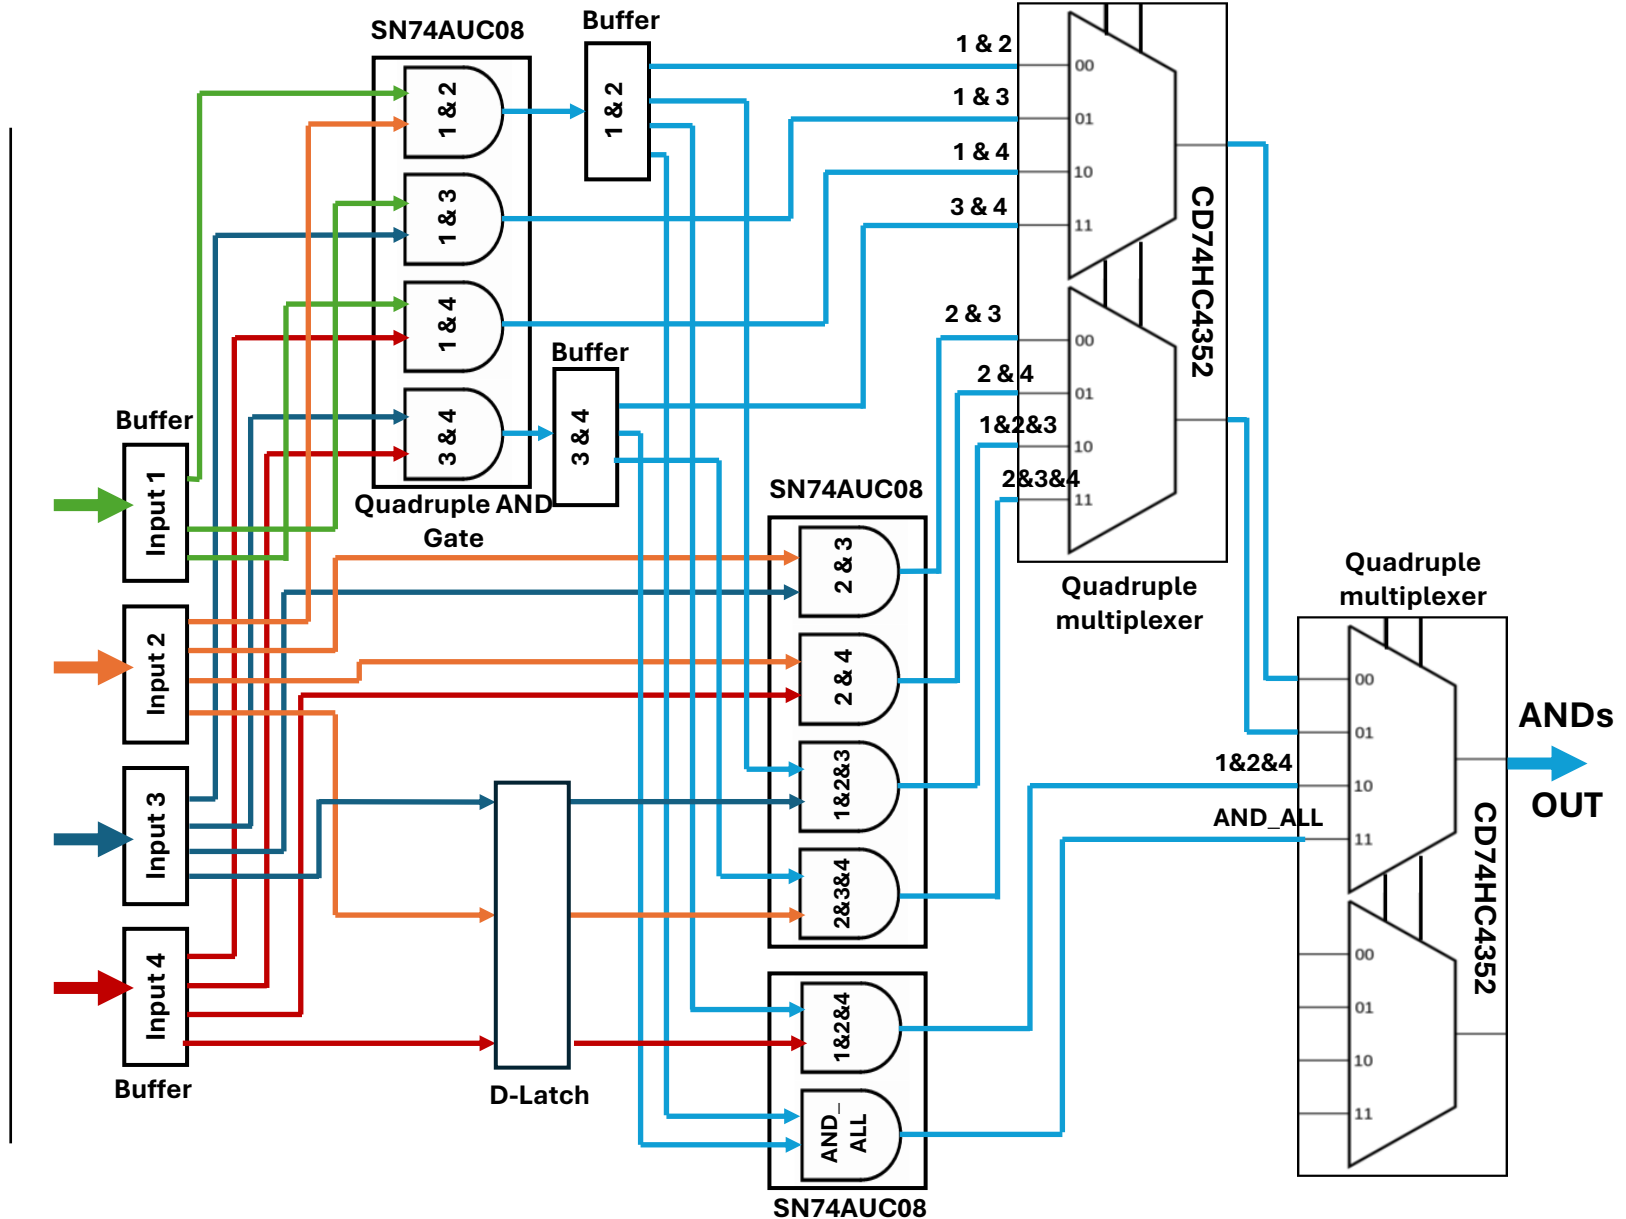 SN74AUC08
Buffer
1 & 2
1 & 2
1 & 3
1 & 4
3 & 4
Quadruple AND
Gate
Buffer
3 & 4
Buffer
Input 1
Input 2
Input 3
Input 4
Buffer
D-Latch
SN74AUC08
2 & 3
2 & 4
1&2&3
2&3&4
1&2&4
AND_
ALL
SN74AUC08
1 & 2
1 & 3
1 & 4
3 & 4
2 & 3
2 & 4
1&2&3
2&3&4
00
01
10
11
00
01
10
11
CD74HC4352
Quadruple
multiplexer
Quadruple
multiplexer
1&2&4
AND_ALL
00
01
10
11
00
01
10
11
CD74HC4352
ANDs
OUT